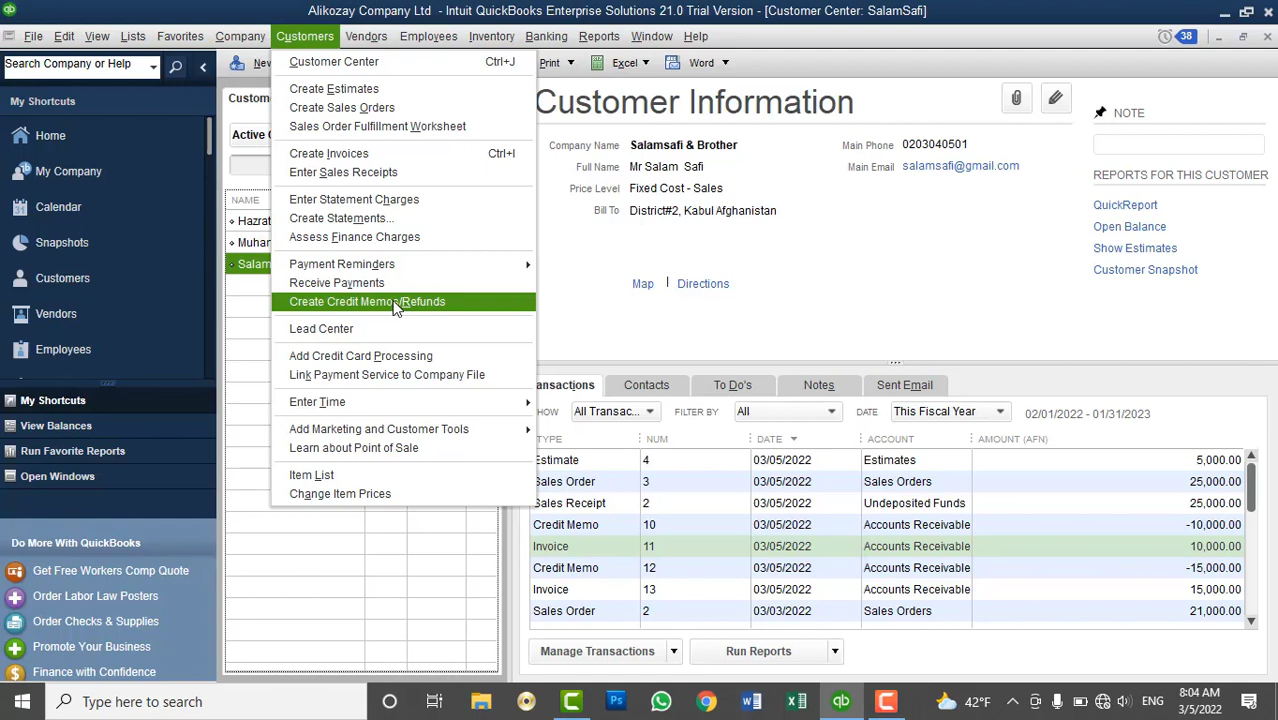 Alikozay Company Ltd - Intuit QuickBooks Enterprise Solutions 21.0 Trial Version - [Customer Center: SalamSafi]
File Edit View Lists Favorites Company Customers Vendors Employees Inventory Banking Reports Window Help 38
Search Company or Help
New
Print Excel Word
My Shortcuts
Home
My Company
Calendar
Snapshots
Customers
Vendors
Employees
My Shortcuts
View Balances
Run Favorite Reports
Open Windows
Do More With QuickBooks
Get Free Workers Comp Quote
Order Labor Law Posters
Order Checks & Supplies
Promote Your Business
Finance with Confidence
NAME
Hazrat
Salam
Customer Center Ctrl+J
Create Estimates
Create Sales Orders
Sales Order Fulfillment Worksheet
Create Invoices Ctrl+I
Enter Sales Receipts
Enter Statement Charges
Create Statements...
Assess Finance Charges
Payment Reminders
Receive Payments
Create Credit Memos/Refunds
Lead Center
Add Credit Card Processing
Link Payment Service to Company File
Enter Time
Add Marketing and Customer Tools
Learn about Point of Sale
Item List
Change Item Prices
Customer Information
Company Name Salamsafi & Brother
Full Name Mr Salam Safi
Price Level Fixed Cost - Sales
Bill To District#2, Kabul Afghanistan
Main Phone 0203040501
Main Email salamsafi@gmail.com
Map Directions
NOTE
REPORTS FOR THIS CUSTOMER
QuickReport
Open Balance
Show Estimates
Customer Snapshot
ansactions Contacts To Do's Notes Sent Email
HOW All Transac... FILTER BY All DATE This Fiscal Year 02/01/2022 - 01/31/2023
TYPE NUM DATE ACCOUNT AMOUNT (AFN)
Estimate 4 03/05/2022 Estimates 5,000.00
Sales Order 3 03/05/2022 Sales Orders 25,000.00
Sales Receipt 2 03/05/2022 Undeposited Funds 25,000.00
Credit Memo 10 03/05/2022 Accounts Receivable -10,000.00
Invoice 11 03/05/2022 Accounts Receivable 10,000.00
Credit Memo 12 03/05/2022 Accounts Receivable -15,000.00
Invoice 13 03/05/2022 Accounts Receivable 15,000.00
Sales Order 2 03/03/2022 Sales Orders 21,000.00
Manage Transactions Run Reports
Type here to search
42°F ENG
8:04 AM
3/5/2022